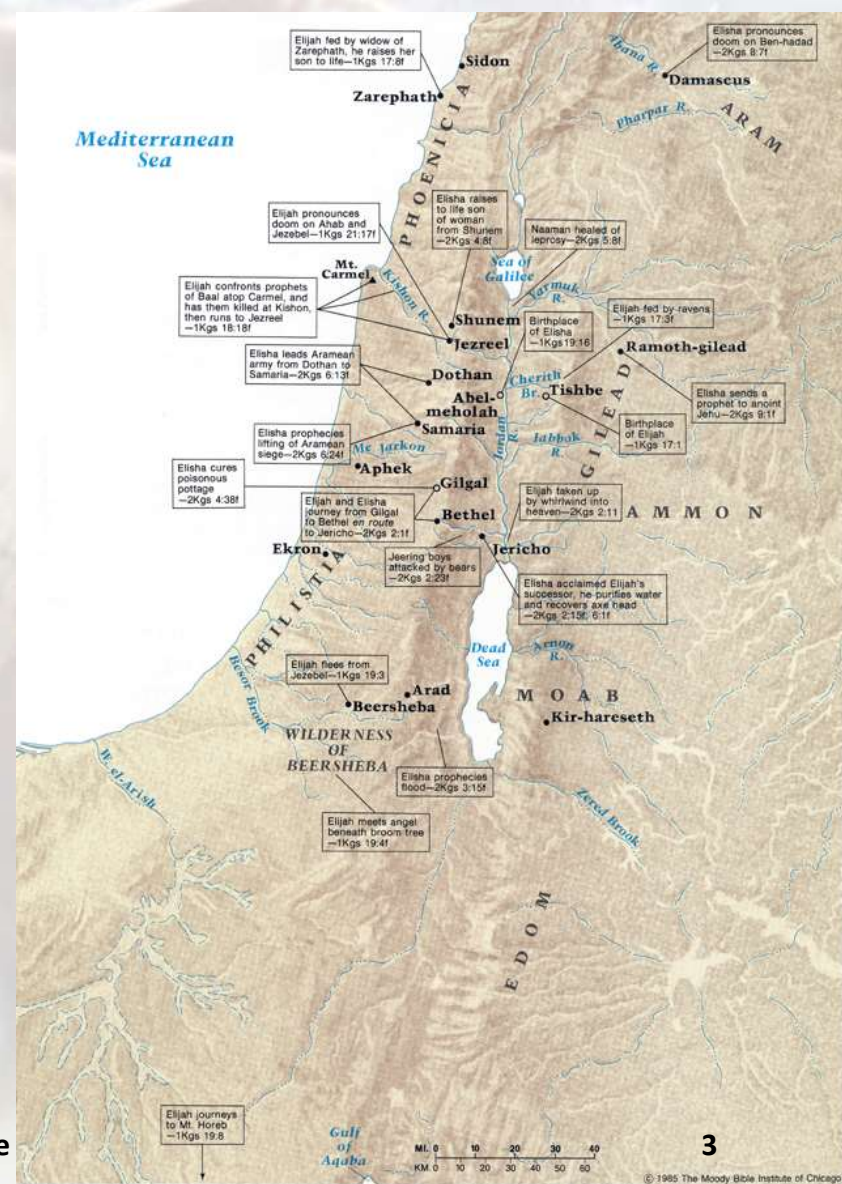 Elijah fed by widow of
Zarephath, he raises her
son to life—1Kgs 17:8f
Sidon
Zarephath
Elisha pronounces
doom on Ben-hadad
—2Kgs 8:7f
Abana R.
Damascus
Pharpar R.
ARAM
Mediterranean
Sea
PHOENICIA
Elisha raises
to life son
of woman
from Shunem
—2Kgs 4:8f
Elijah pronounces
doom on Ahab and
Jezebel—1Kgs 21:17f
Naaman healed of
leprosy—2Kgs 5:8f
Sea of
Galilee
Yarmuk
R.
Mt.
Carmel
Kishon R.
Elijah confronts prophets
of Baal atop Carmel, and
has them killed at Kishon,
then runs to Jezreel
—1Kgs 18:18f
Shunem
Jezreel
Birthplace
of Elisha
—1Kgs 19:16
Elijah fed by ravens
—1Kgs 17:3f
Ramoth-gilead
Elisha leads Aramean
army from Dothan to
Samaria—2Kgs 6:13f
Dothan
Cherith
Br.
Tishbe
Abel-
meholah
Samaria
Elisha sends a
prophet to anoint
Jehu—2Kgs 9:1f
Birthplace
of Elijah
—1Kgs 17:1
GILEAD
Jordan
R.
Jabbok
R.
Elisha prophecies
lifting of Aramean
siege—2Kgs 6:24f
Me Jarkon
Aphek
Elisha cures
poisonous
pottage
—2Kgs 4:38f
Gilgal
Elijah and Elisha
journey from Gilgal
to Bethel en route
to Jericho—2Kgs 2:1f
Bethel
Elijah taken up
by whirlwind into
heaven—2Kgs 2:11
AMMON
Ekron
Jericho
Jeering boys
attacked by bears
—2Kgs 2:23f
Elisha acclaimed Elijah's
successor, he purifies water
and recovers axe head
—2Kgs 2:15f; 6:1f
PHILISTIA
Dead
Sea
Arnon
R.
Besor Brook
Elijah flees from
Jezebel—1Kgs 19:3
Arad
Beersheba
MOAB
Kir-hareseth
WILDERNESS
OF
BEERSHEBA
W. el-Arish
Elisha prophecies
flood—2Kgs 3:15f
Zered Brook
Elijah meets angel
beneath broom tree
—1Kgs 19:4f
EDOM
Elijah journeys
to Mt. Horeb
—1Kgs 19:8
Gulf
of
Aqaba
MI. 0 10 20 30 40
KM. 0 10 20 30 40 50 60
e
3
© 1985 The Moody Bible Institute of Chicago